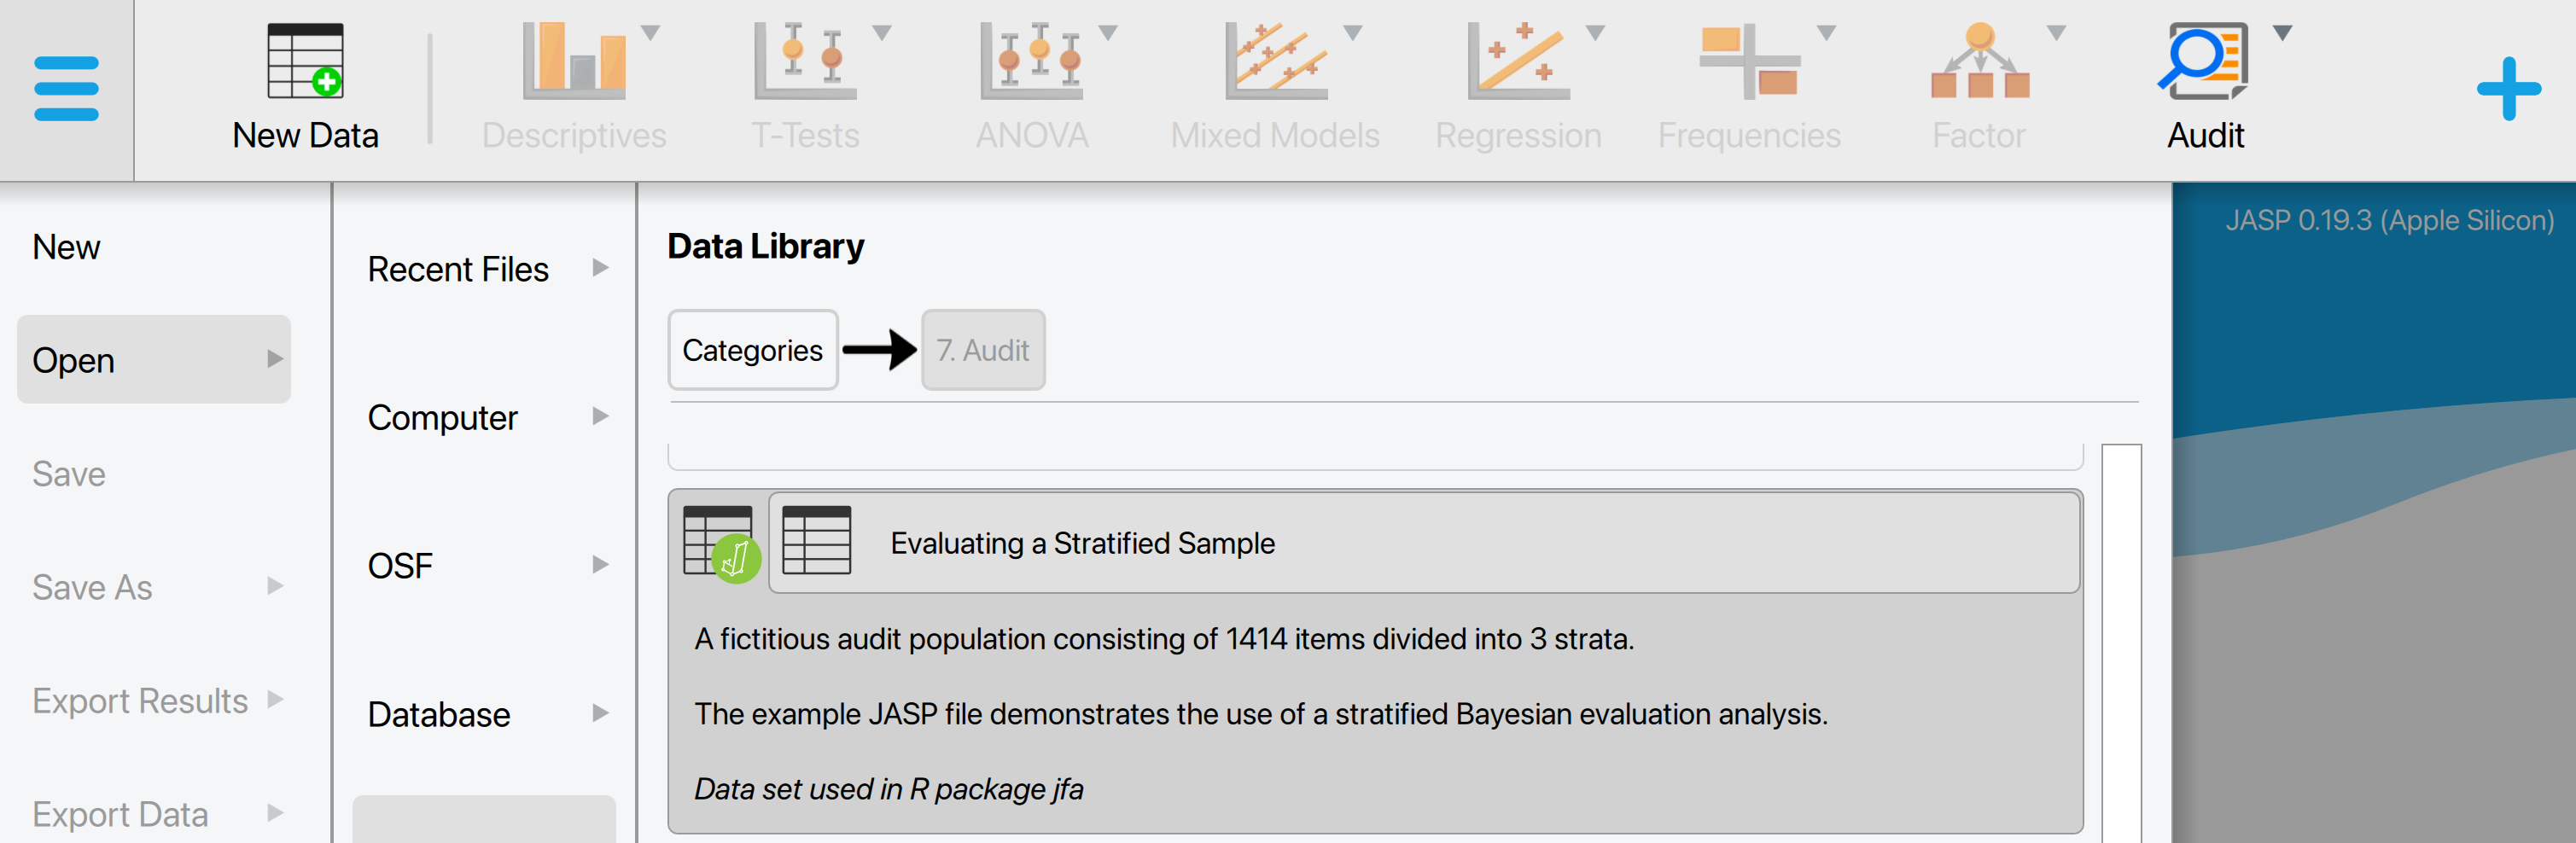 New Data
Descriptives
T-Tests
ANOVA
Mixed Models
Regression
Frequencies
Factor
Audit
New
Open
Save
Save As
Export Results
Export Data
Recent Files
Computer
OSF
Database
Data Library
Categories
7. Audit
Evaluating a Stratified Sample
A fictitious audit population consisting of 1414 items divided into 3 strata.
The example JASP file demonstrates the use of a stratified Bayesian evaluation analysis.
Data set used in R package jfa
JASP 0.19.3 (Apple Silicon)